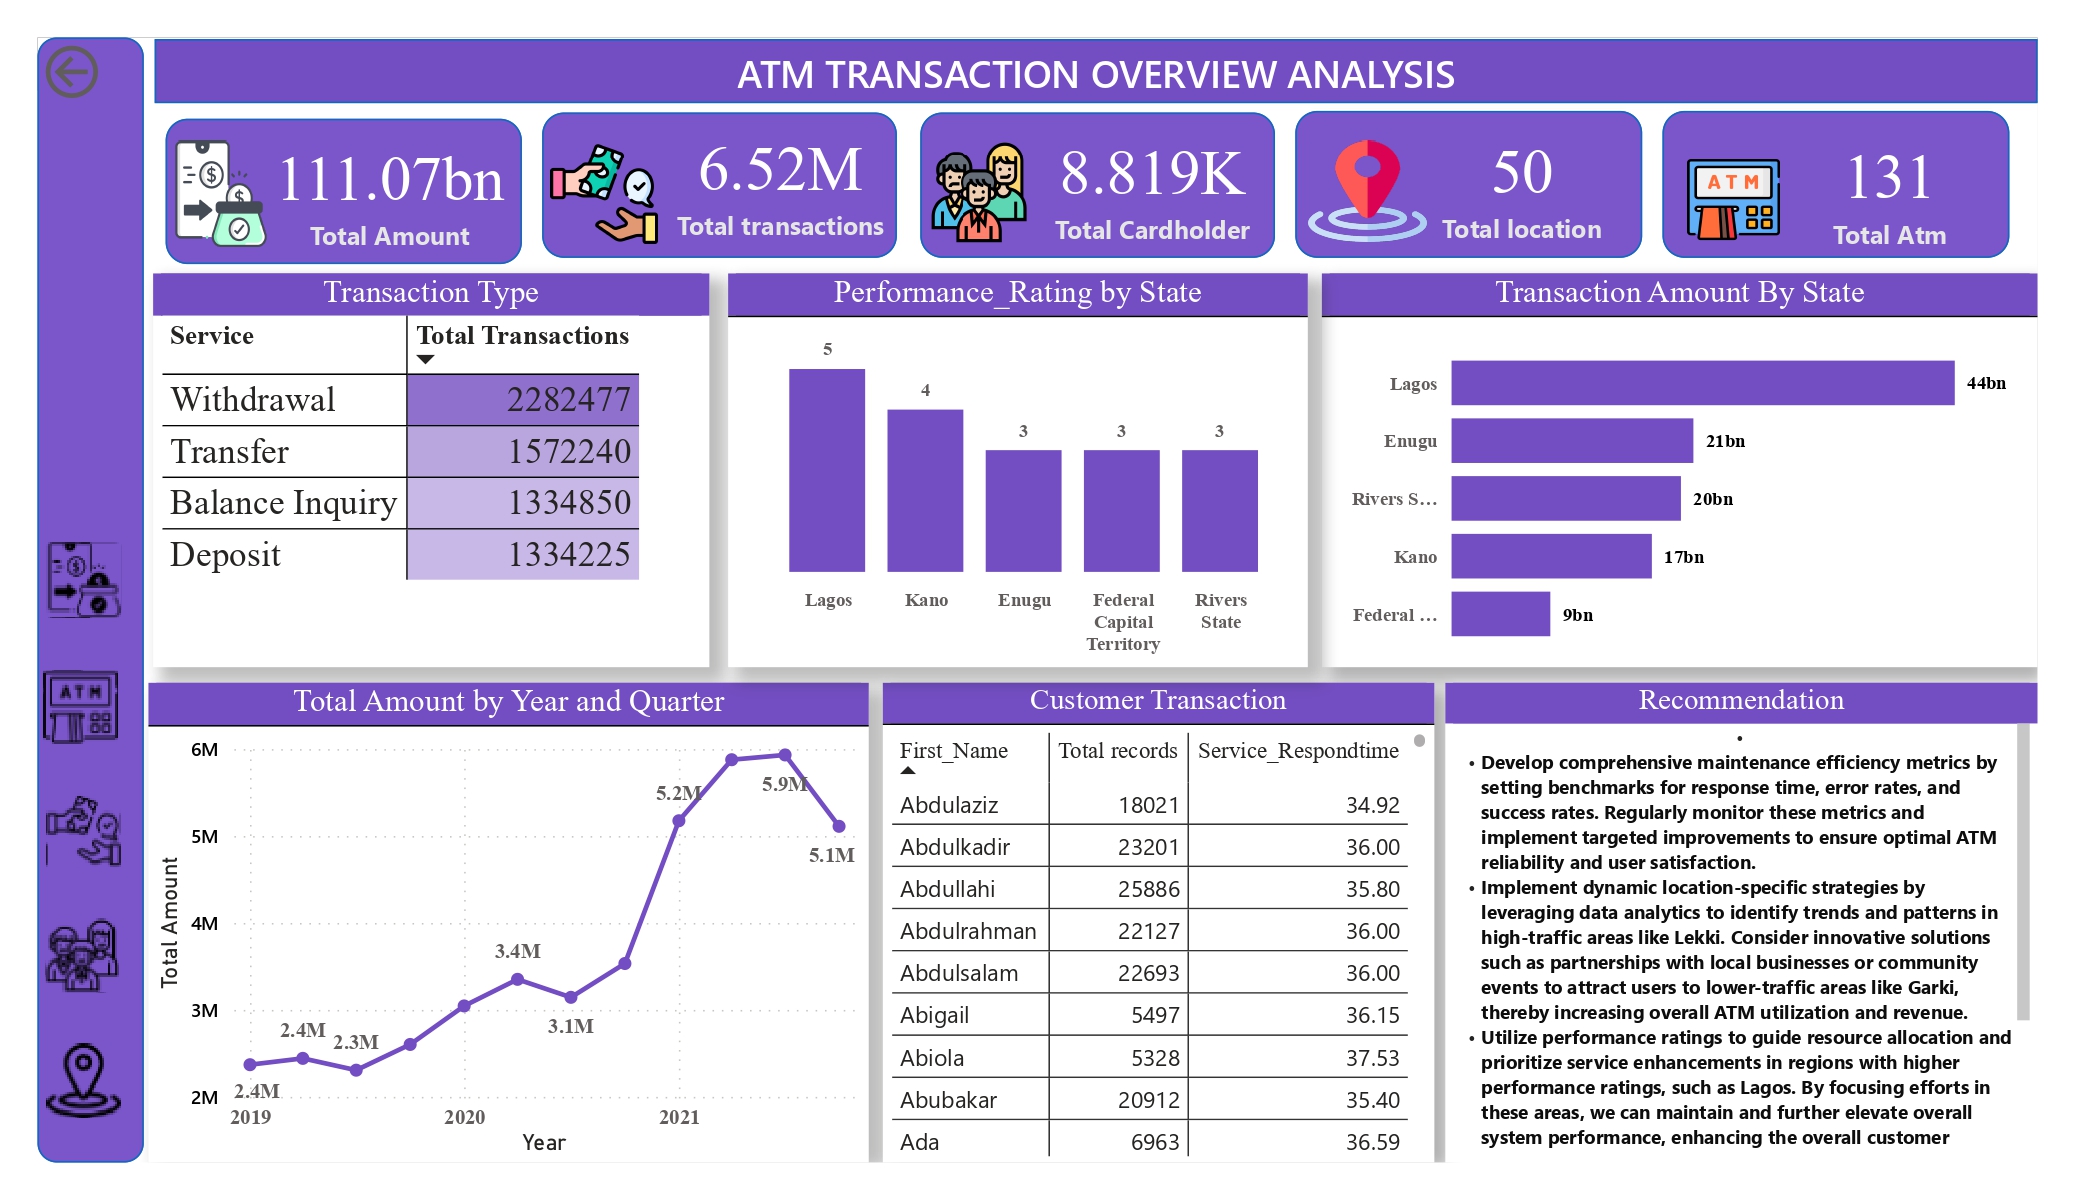 ATM TRANSACTION OVERVIEW ANALYSIS
111.07bn
Total Amount
6.52M
Total transactions
8.819K
Total Cardholder
50
Total location
ATM
131
Total Atm
Transaction Type
Service Total Transactions
Withdrawal 2282477
Transfer 1572240
Balance Inquiry 1334850
Deposit 1334225
Performance_Rating by State
5
4
3
3
3
Lagos
Kano
Enugu
Federal
Capital
Territory
Rivers
State
Transaction Amount By State
Lagos 44bn
Enugu 21bn
Rivers S... 20bn
Kano 17bn
Federal ... 9bn
ATM
Total Amount by Year and Quarter
Total Amount
6M
5M
4M
3M
2M
2.4M
2.4M
2.3M
3.4M
3.1M
5.2M
5.9M
5.1M
2019 2020 2021
Year
Customer Transaction
First_Name Total records Service_Respondtime
Abdulaziz 18021 34.92
Abdulkadir 23201 36.00
Abdullahi 25886 35.80
Abdulrahman 22127 36.00
Abdulsalam 22693 36.00
Abigail 5497 36.15
Abiola 5328 37.53
Abubakar 20912 35.40
Ada 6963 36.59
Recommendation
•
• Develop comprehensive maintenance efficiency metrics by
setting benchmarks for response time, error rates, and
success rates. Regularly monitor these metrics and
implement targeted improvements to ensure optimal ATM
reliability and user satisfaction.
• Implement dynamic location-specific strategies by
leveraging data analytics to identify trends and patterns in
high-traffic areas like Lekki. Consider innovative solutions
such as partnerships with local businesses or community
events to attract users to lower-traffic areas like Garki,
thereby increasing overall ATM utilization and revenue.
• Utilize performance ratings to guide resource allocation and
prioritize service enhancements in regions with higher
performance ratings, such as Lagos. By focusing efforts in
these areas, we can maintain and further elevate overall
system performance, enhancing the overall customer